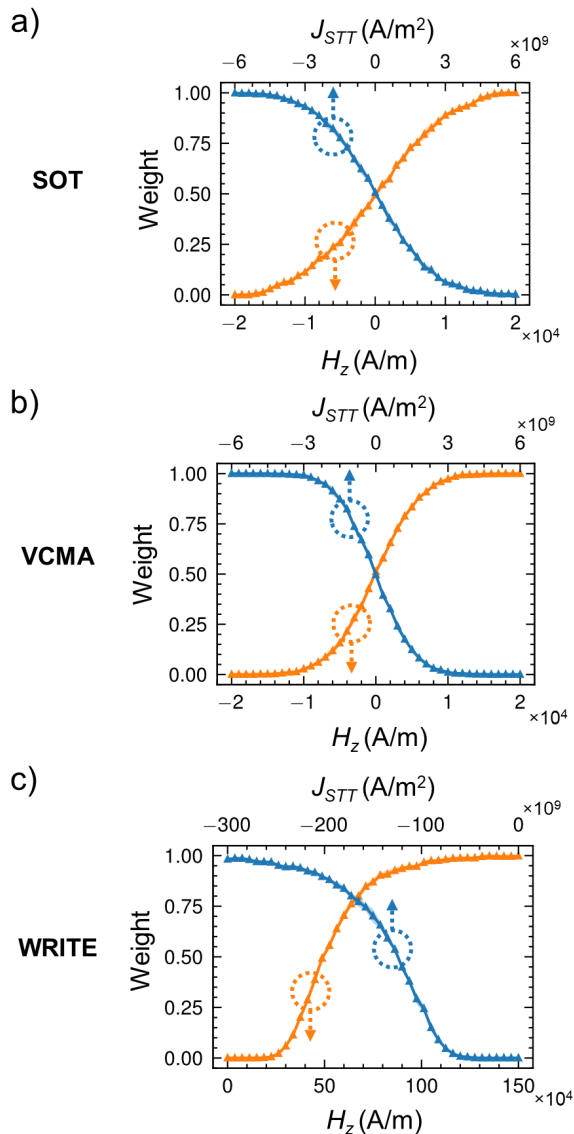 a)
J_STT (A/m²)
−6 −3 0 3 6 ×10⁹
1.00
0.75
0.50
0.25
0.00
Weight
SOT
−2 −1 0 1 2 ×10⁴
H_z (A/m)
b)
J_STT (A/m²)
−6 −3 0 3 6 ×10⁹
1.00
0.75
0.50
0.25
0.00
Weight
VCMA
−2 −1 0 1 2 ×10⁴
H_z (A/m)
c)
J_STT (A/m²)
−300 −200 −100 0 ×10⁹
1.00
0.75
0.50
0.25
0.00
Weight
WRITE
0 50 100 150 ×10⁴
H_z (A/m)